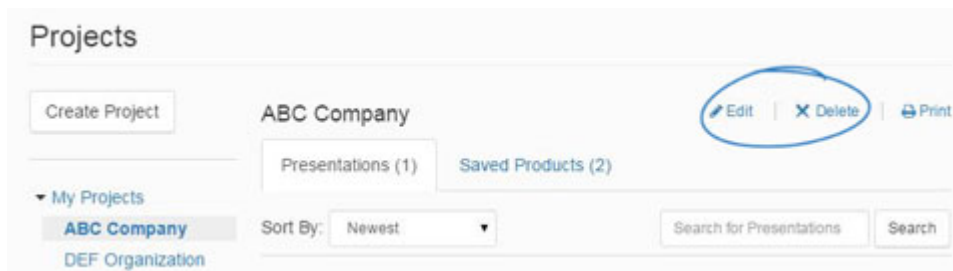 Projects
Create Project
ABC Company
Edit
Delete
Print
Presentations (1)
Saved Products (2)
My Projects
ABC Company
DEF Organization
Sort By: Newest
Search for Presentations
Search